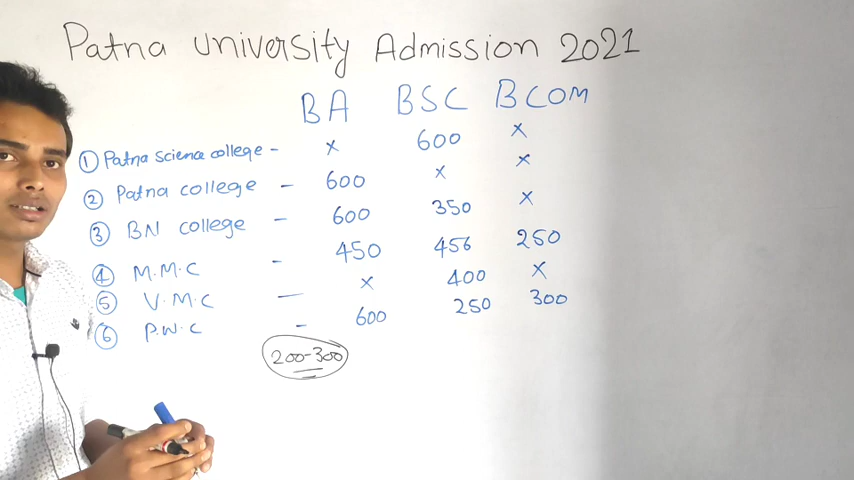 Patna University Admission 2021
BA BSC BCOM
① Patna Science college - × 600 ×
② Patna college - 600 × ×
③ BN college - 600 350 ×
④ M.M.C - 450 456 250
⑤ V.M.C - × 400 ×
⑥ P.W.C - 600 250 300
200-300